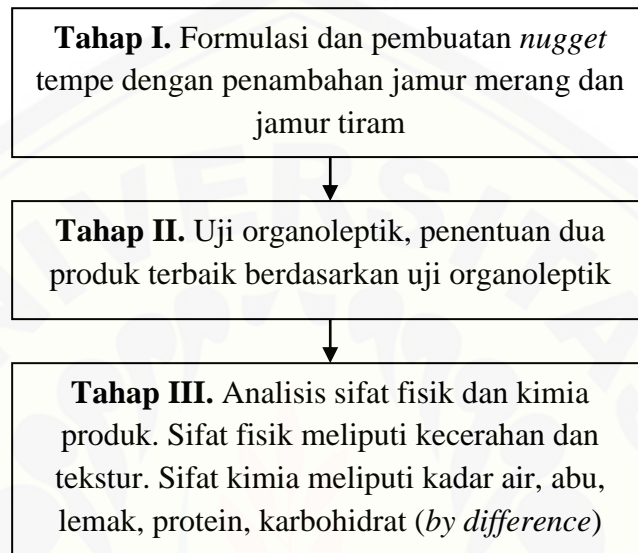 Tahap I. Formulasi dan pembuatan nugget
tempe dengan penambahan jamur merang dan
jamur tiram
Tahap II. Uji organoleptik, penentuan dua
produk terbaik berdasarkan uji organoleptik
Tahap III. Analisis sifat fisik dan kimia
produk. Sifat fisik meliputi kecerahan dan
tekstur. Sifat kimia meliputi kadar air, abu,
lemak, protein, karbohidrat (by difference)